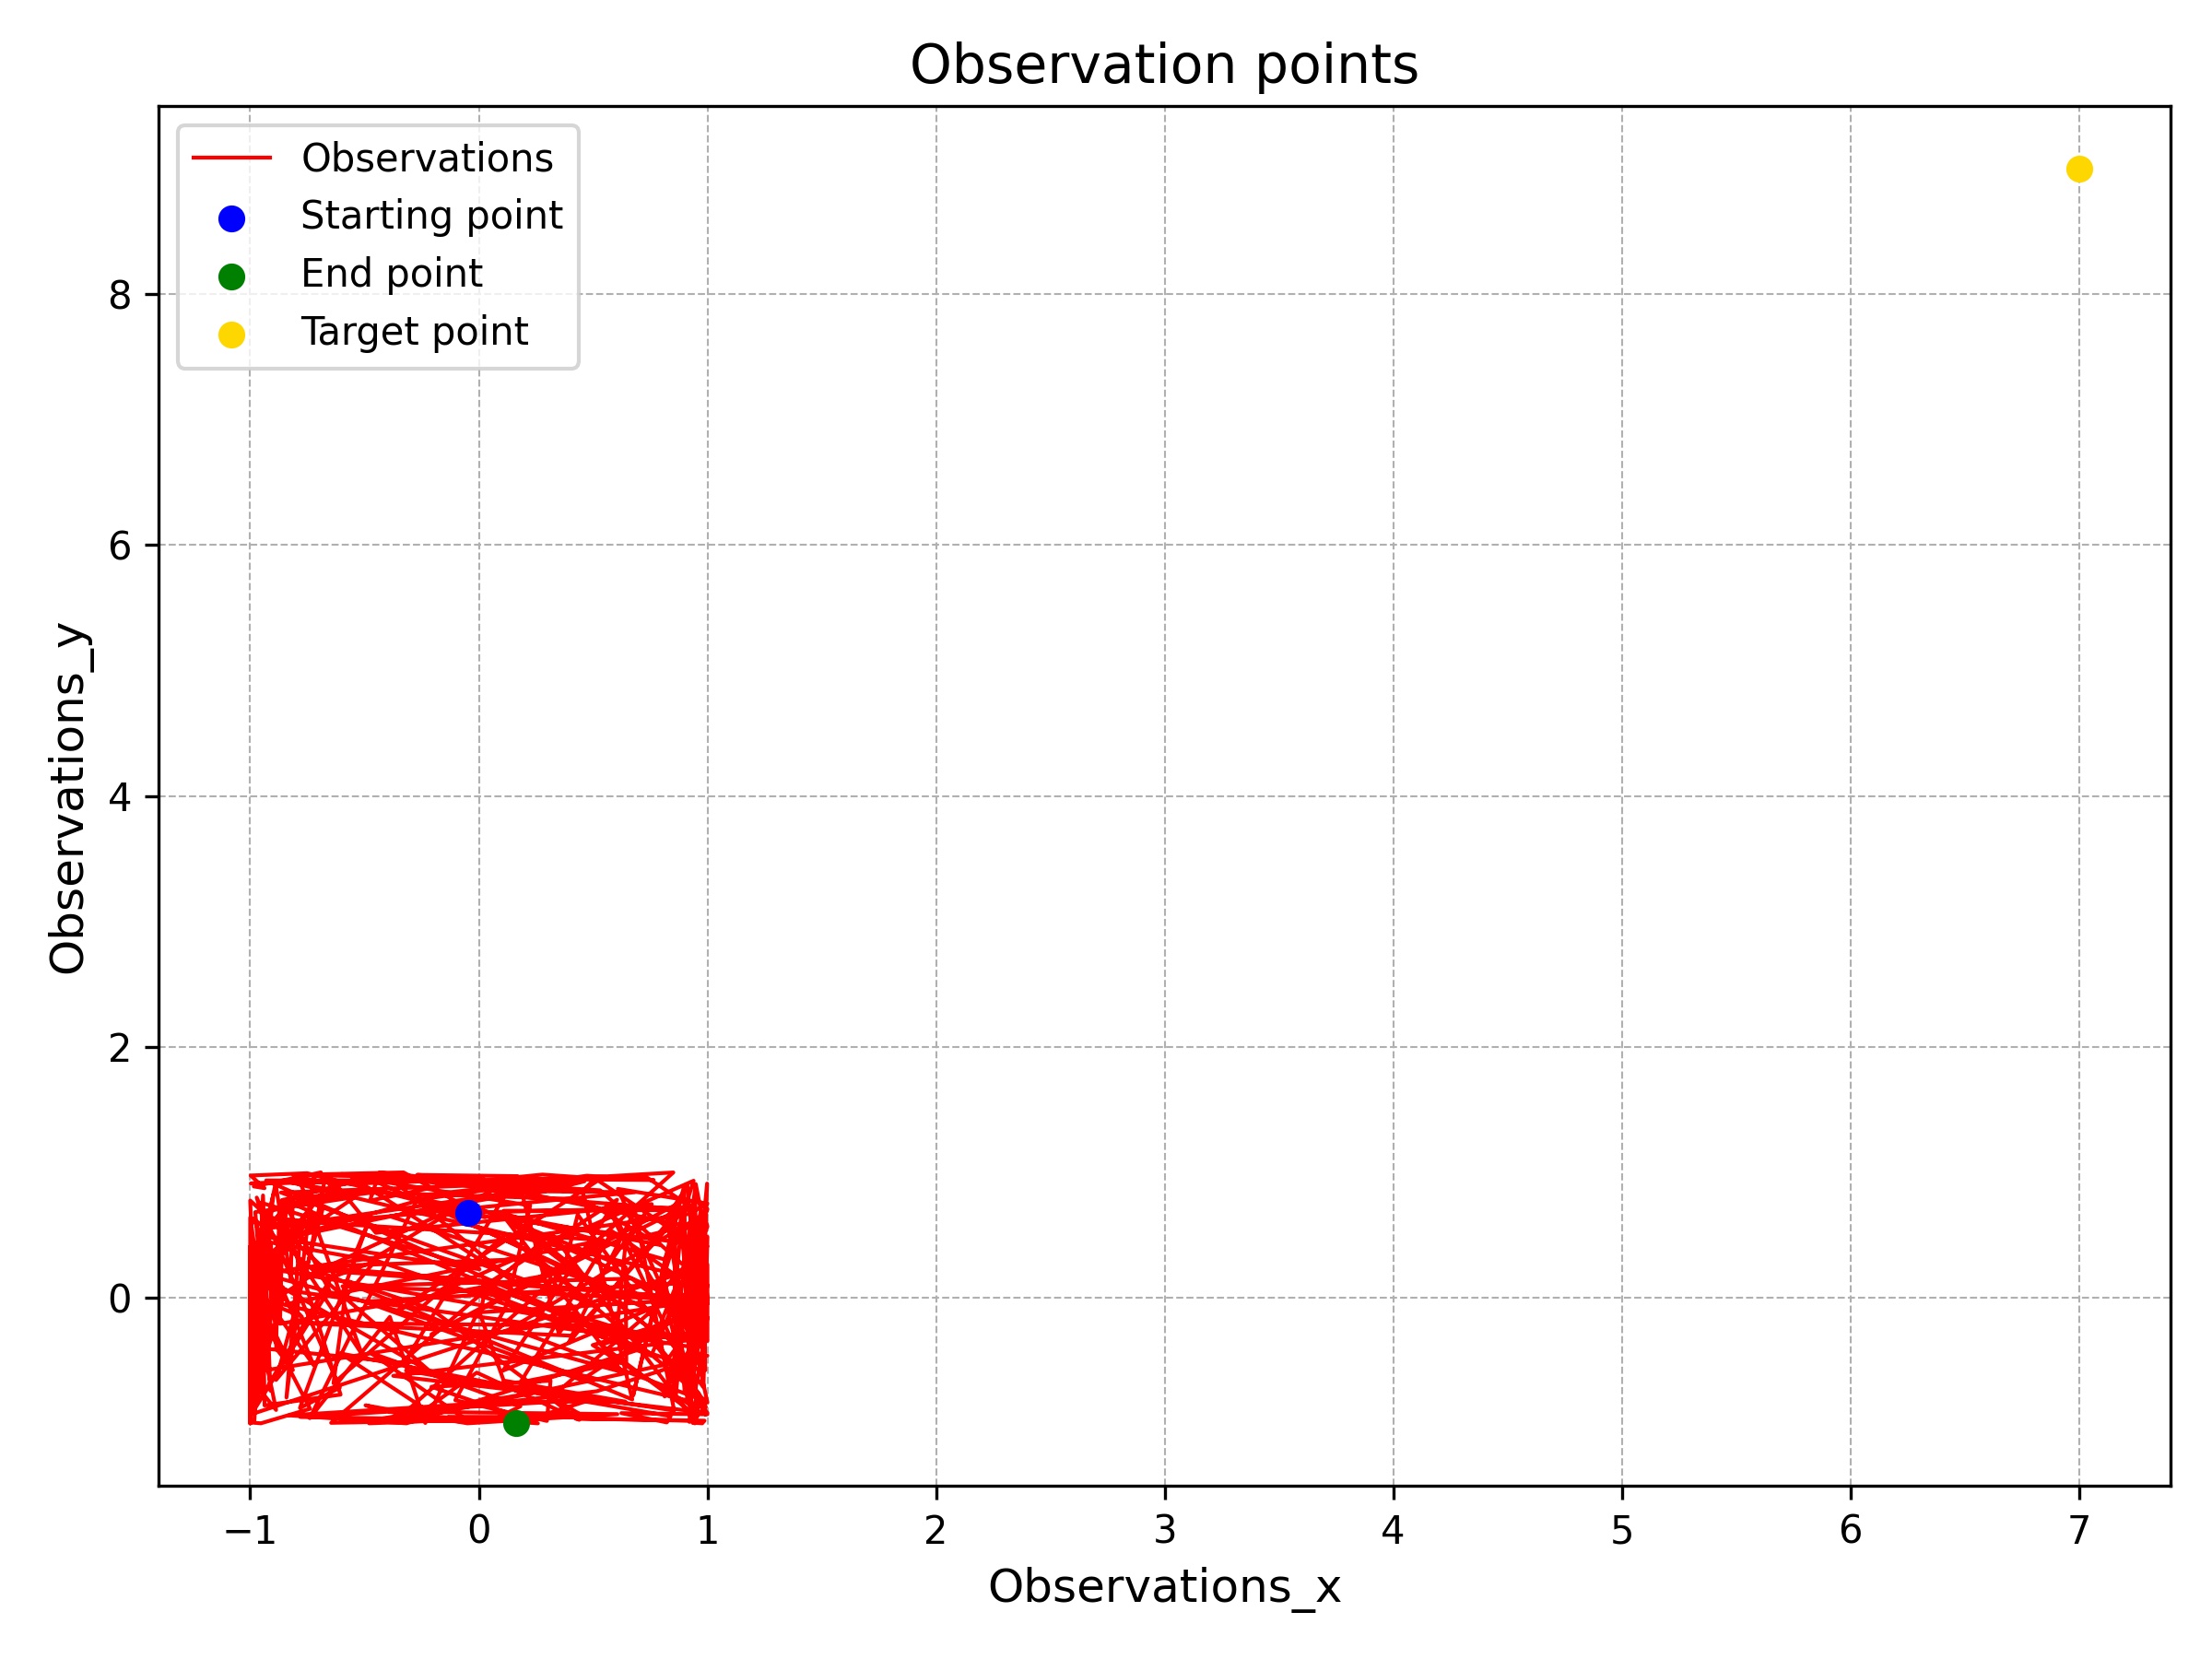 Observation points
Observations
Starting point
End point
Target point
Observations_y
8
6
4
2
0
−1 0 1 2 3 4 5 6 7
Observations_x